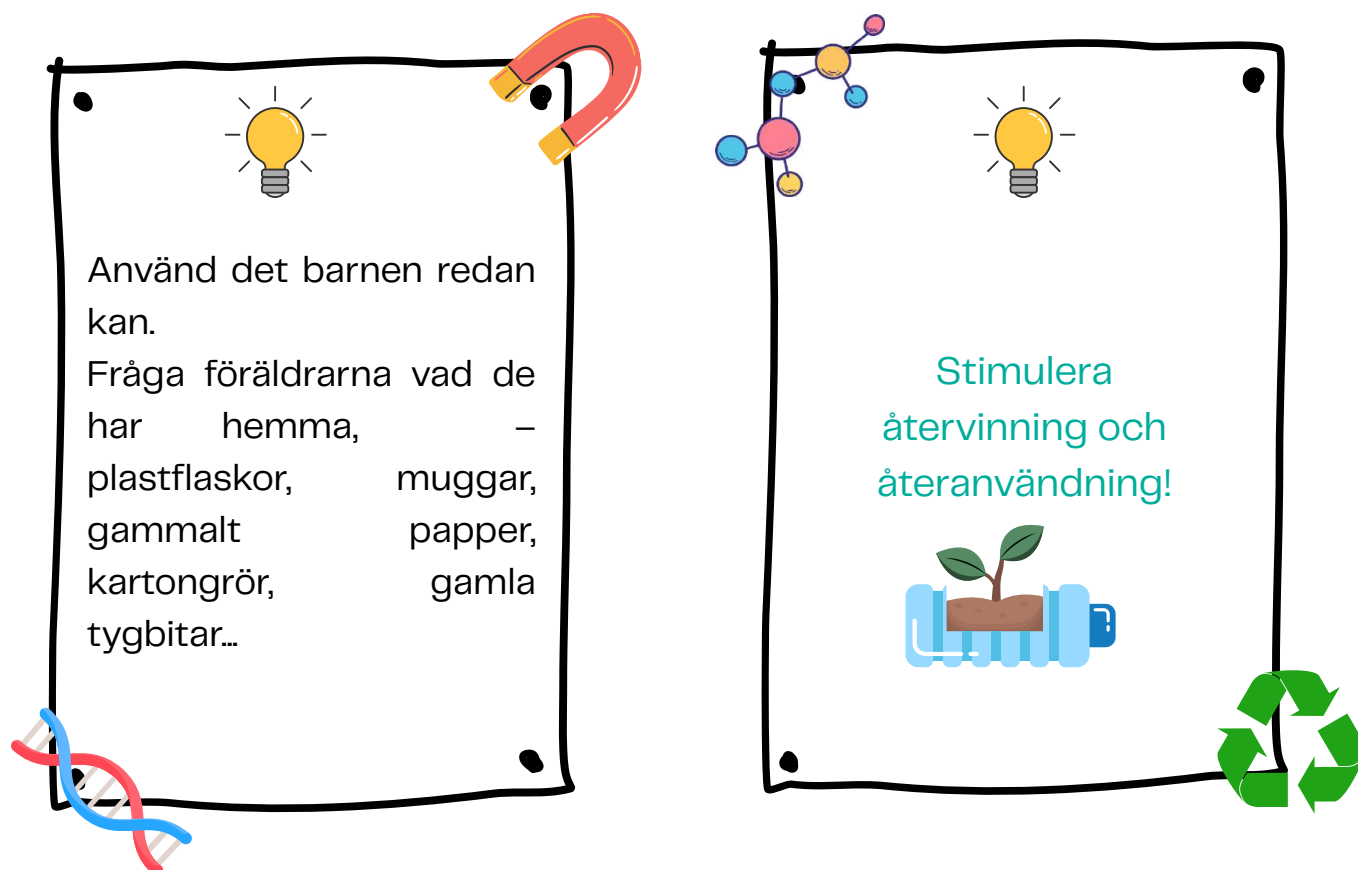 Använd det barnen redan
kan.
Fråga föräldrarna vad de
har hemma, –
plastflaskor, muggar,
gammalt papper,
kartongrör, gamla
tygbitar...
Stimulera
återvinning och
återanvändning!